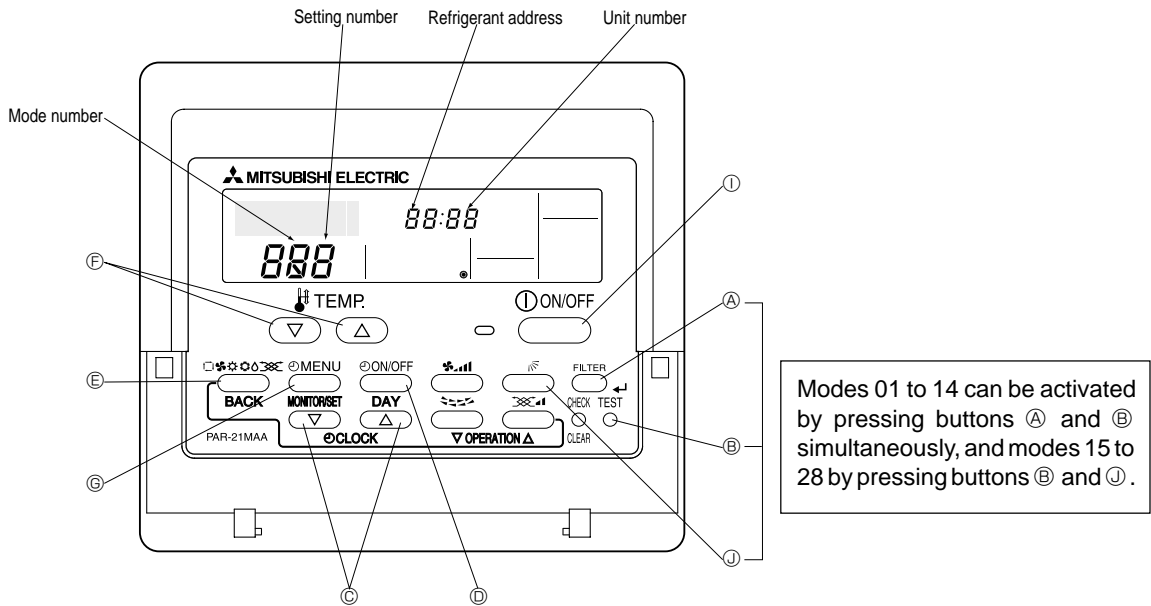 Setting number Refrigerant address Unit number
Mode number
MITSUBISHI ELECTRIC
88:88
888
Ⓘ
Ⓕ TEMP. ON/OFF
Ⓐ
MENU ON/OFF FILTER
Ⓔ
BACK MONITOR/SET DAY CHECK TEST
PAR-21MAA CLOCK ▽ OPERATION △ CLEAR
Ⓑ
Ⓖ
Ⓙ
Ⓒ Ⓓ
Modes 01 to 14 can be activated
by pressing buttons Ⓐ and Ⓑ
simultaneously, and modes 15 to
28 by pressing buttons Ⓑ and Ⓙ.